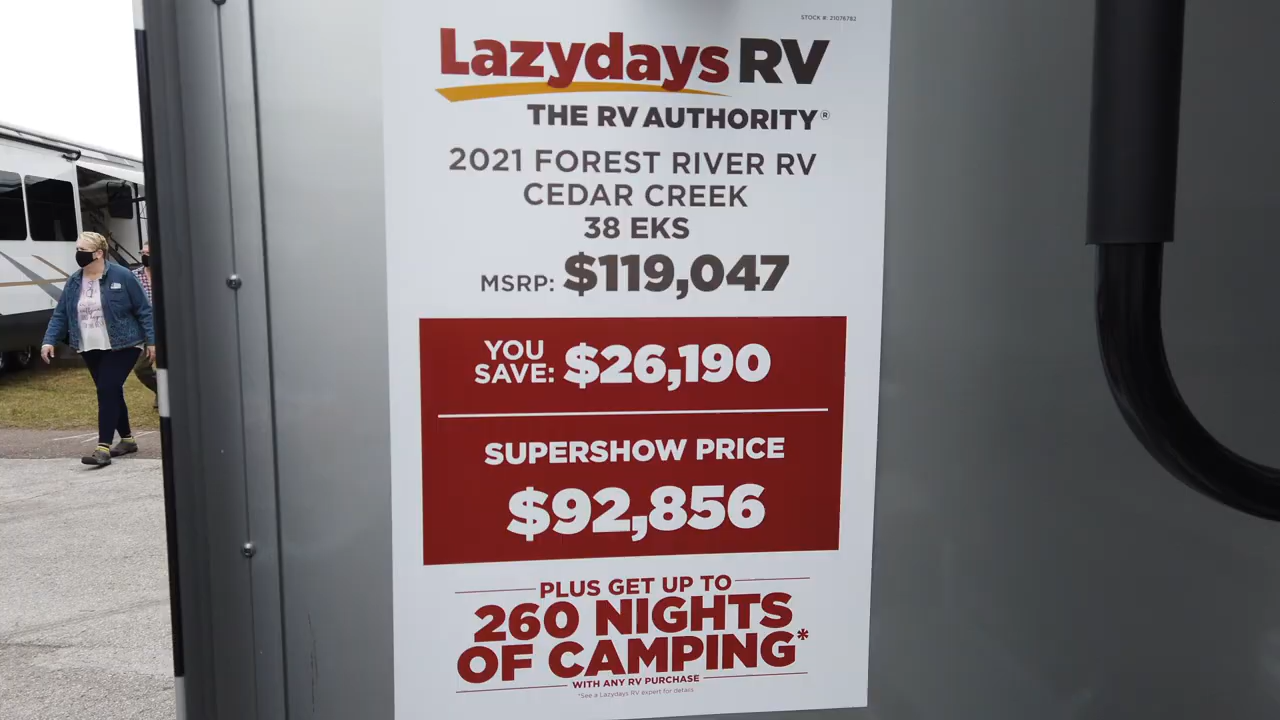 STOCK #: 21076782
Lazydays RV
THE RV AUTHORITY®
2021 FOREST RIVER RV
CEDAR CREEK
38 EKS
MSRP: $119,047
YOU SAVE: $26,190
SUPERSHOW PRICE
$92,856
PLUS GET UP TO
260 NIGHTS
OF CAMPING*
WITH ANY RV PURCHASE
*See a Lazydays RV expert for details